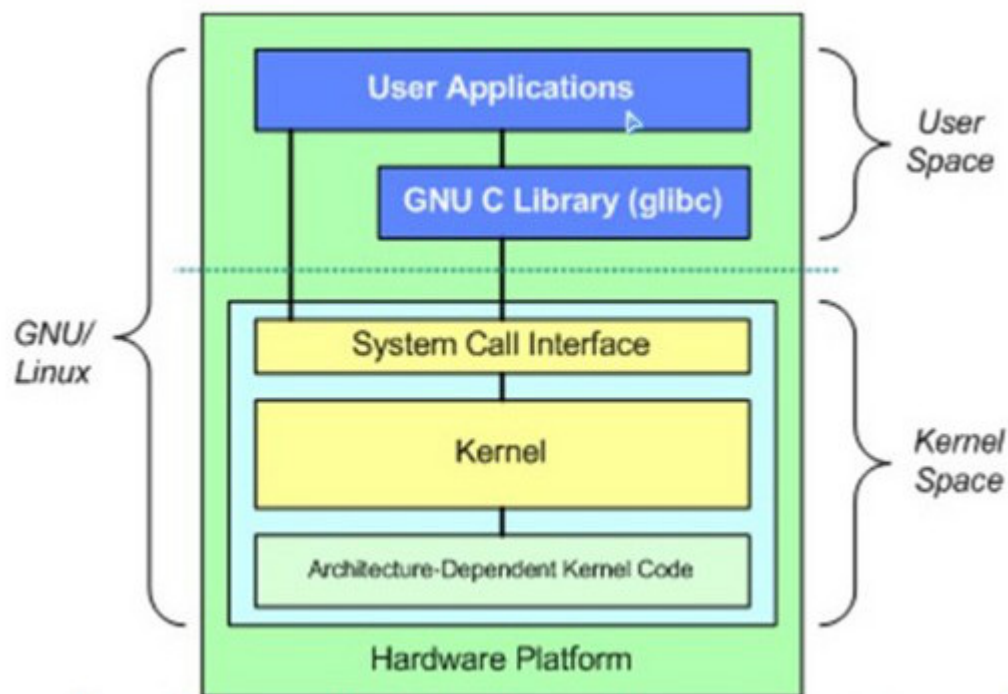 User Applications
User
Space
GNU C Library (glibc)
GNU/
Linux
System Call Interface
Kernel
Kernel
Space
Architecture-Dependent Kernel Code
Hardware Platform